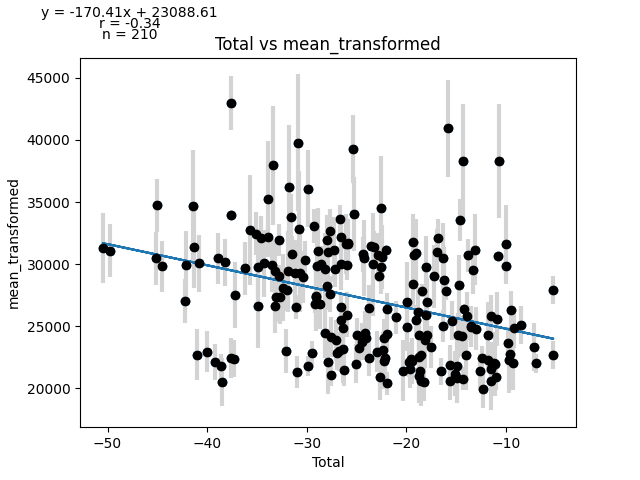 y = -170.41x + 23088.61
r = -0.34
n = 210
Total vs mean_transformed
45000
40000
35000
30000
25000
20000
mean_transformed
−50 −40 −30 −20 −10
Total